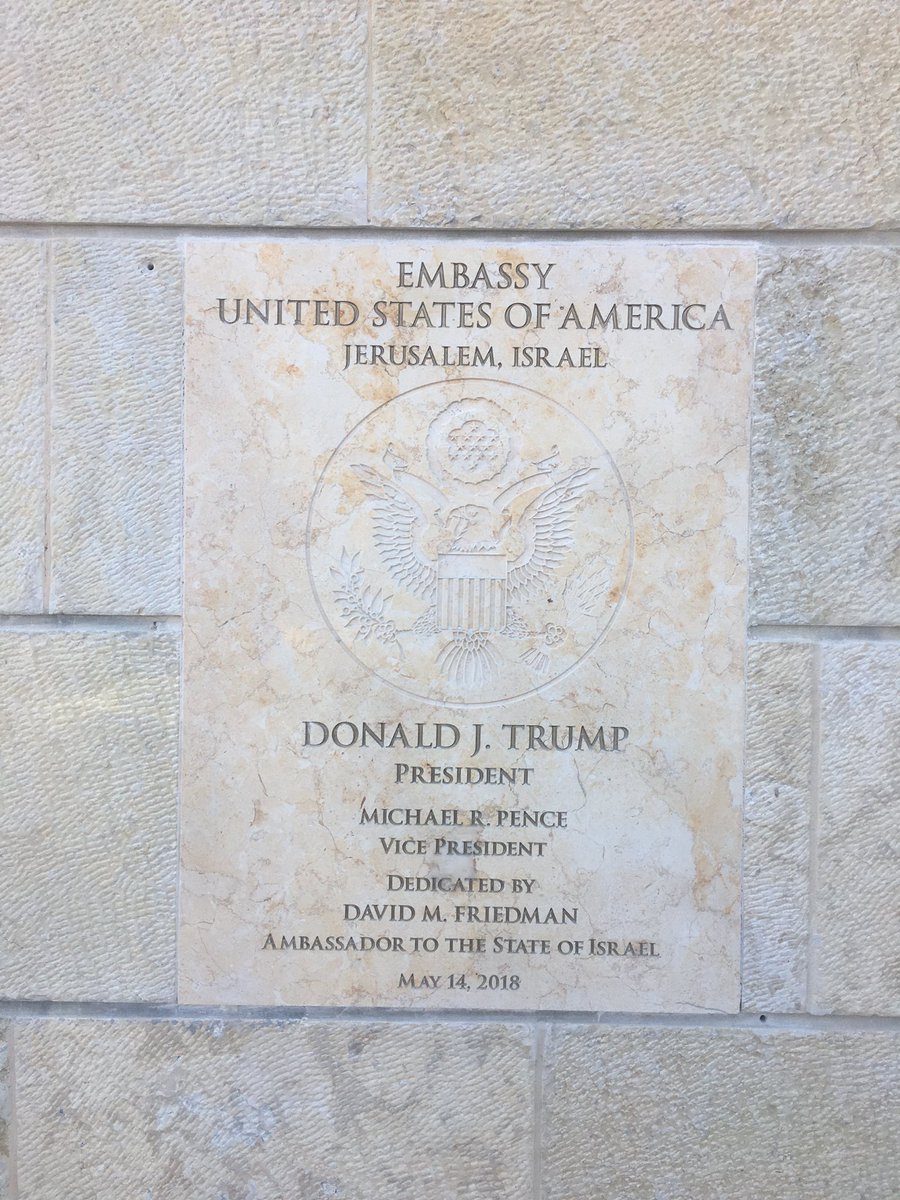 EMBASSY
UNITED STATES OF AMERICA
JERUSALEM, ISRAEL
DONALD J. TRUMP
PRESIDENT
MICHAEL R. PENCE
VICE PRESIDENT
DEDICATED BY
DAVID M. FRIEDMAN
AMBASSADOR TO THE STATE OF ISRAEL
MAY 14, 2018